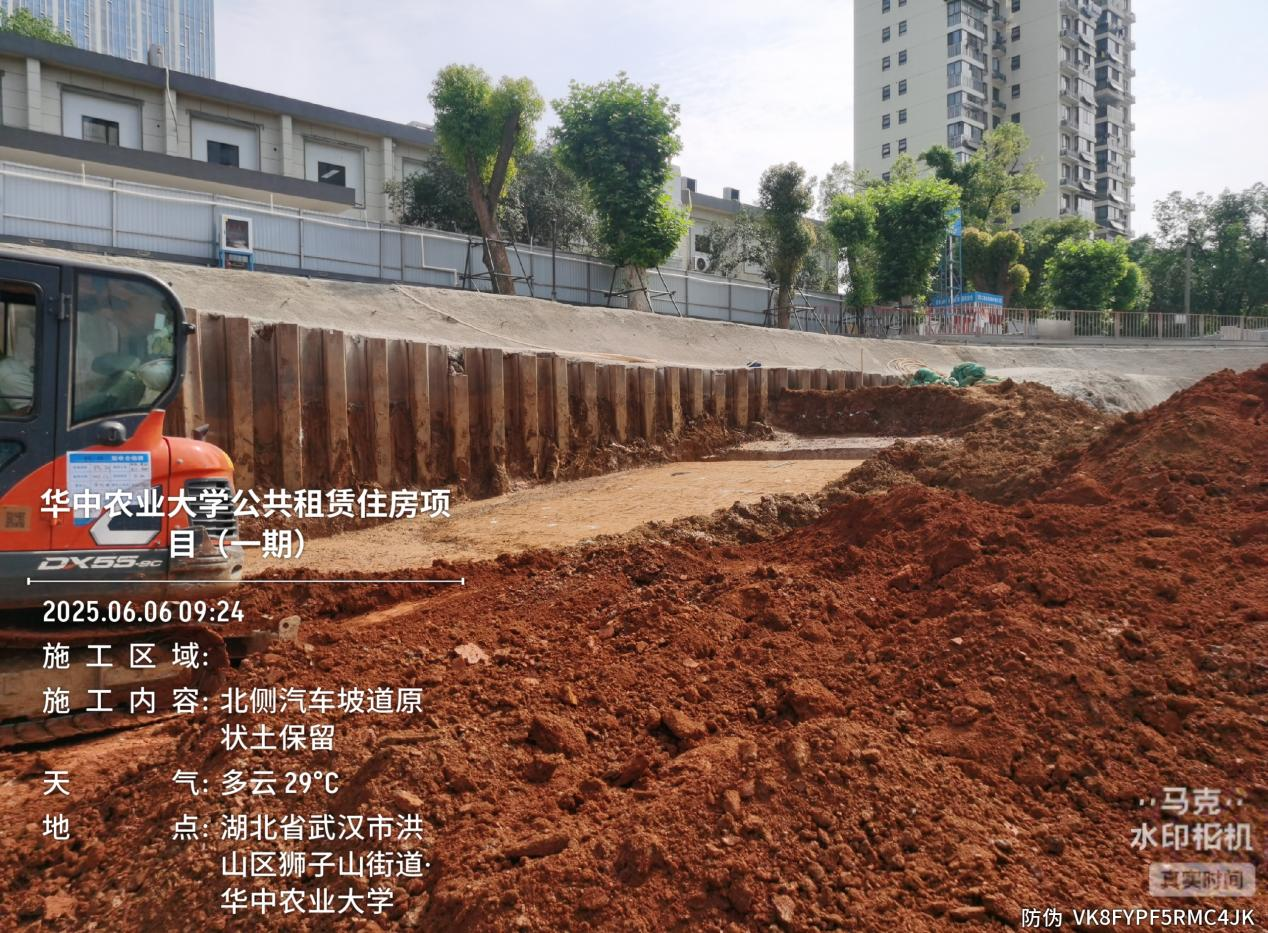 华中农业大学公共租赁住房项
目（一期）
2025.06.06 09:24
施工区域:
施工内容: 北侧汽车坡道原
状土保留
天气: 多云 29℃
地点: 湖北省武汉市洪
山区狮子山街道·
华中农业大学
DX55-9C
马克
水印相机
真实时间
防伪 VK8FYPF5RMC4JK